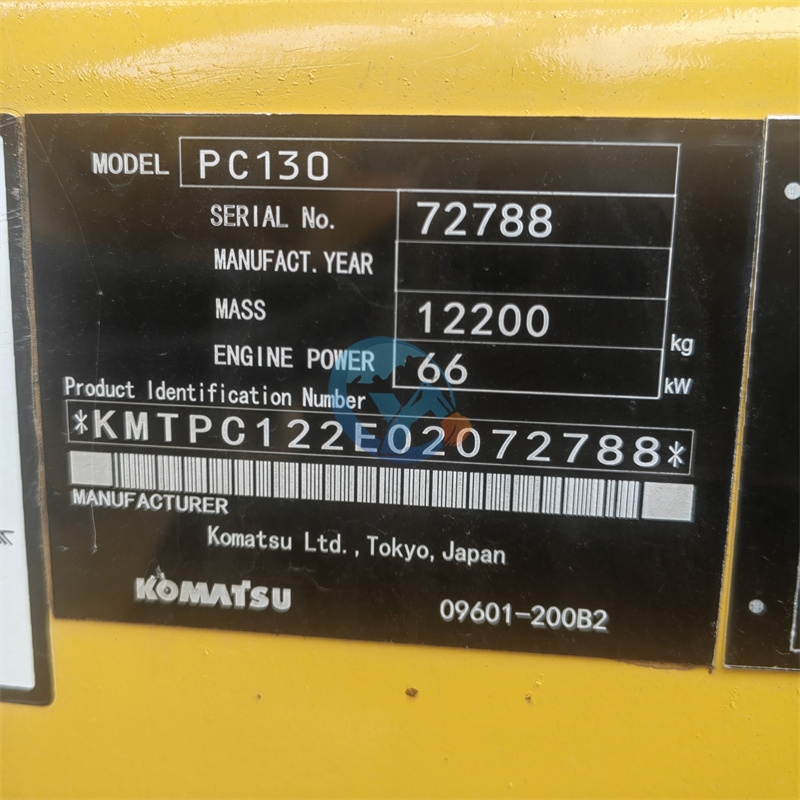 MODEL PC130
SERIAL No. 72788
MANUFACT. YEAR
MASS 12200 kg
ENGINE POWER 66 kW
Product Identification Number
*KMTPC122E02072788*
MANUFACTURER
Komatsu Ltd., Tokyo, Japan
KOMATSU 09601-200B2